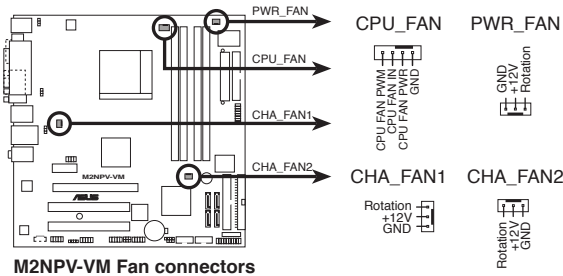 PWR_FAN
CPU_FAN
CHA_FAN1
CHA_FAN2
M2NPV-VM
ASUS
CPU_FAN
CPU FAN PWM
CPU FAN IN
CPU FAN PWR
GND
PWR_FAN
GND
+12V
Rotation
CHA_FAN1
Rotation
+12V
GND
CHA_FAN2
Rotation
+12V
GND
M2NPV-VM Fan connectors